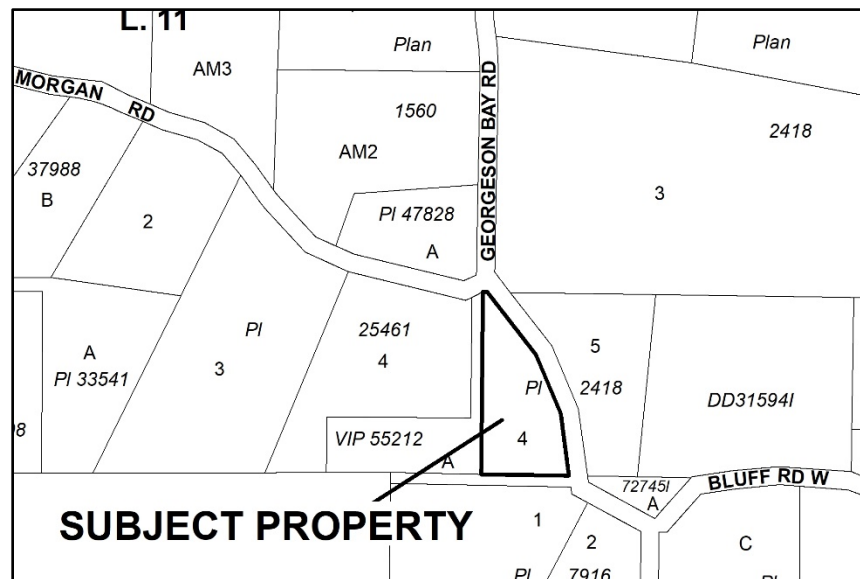 L. 11
Plan
Plan
AM3
MORGAN RD
1560
2418
AM2
GEORGESON BAY RD
37988
B
2
3
Pl 47828
A
Pl
25461
4
3
A
Pl 33541
5
Pl
2418
DD31594I
4
VIP 55212
A
72745I
A
BLUFF RD W
SUBJECT PROPERTY
1
2
C
Pl
7916